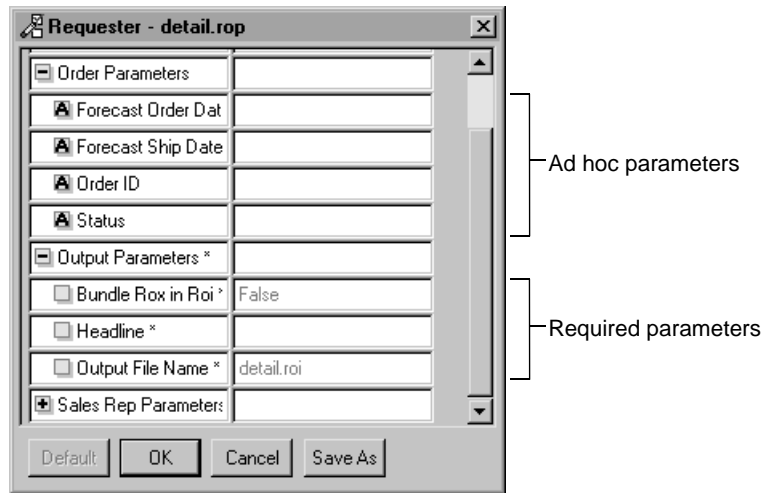 Requester - detail.rop
Order Parameters
A Forecast Order Dat
A Forecast Ship Date
A Order ID
A Status
Ad hoc parameters
Output Parameters *
Bundle Rox in Roi * False
Headline *
Output File Name * detail.roi
Required parameters
Sales Rep Parameters
Default OK Cancel Save As